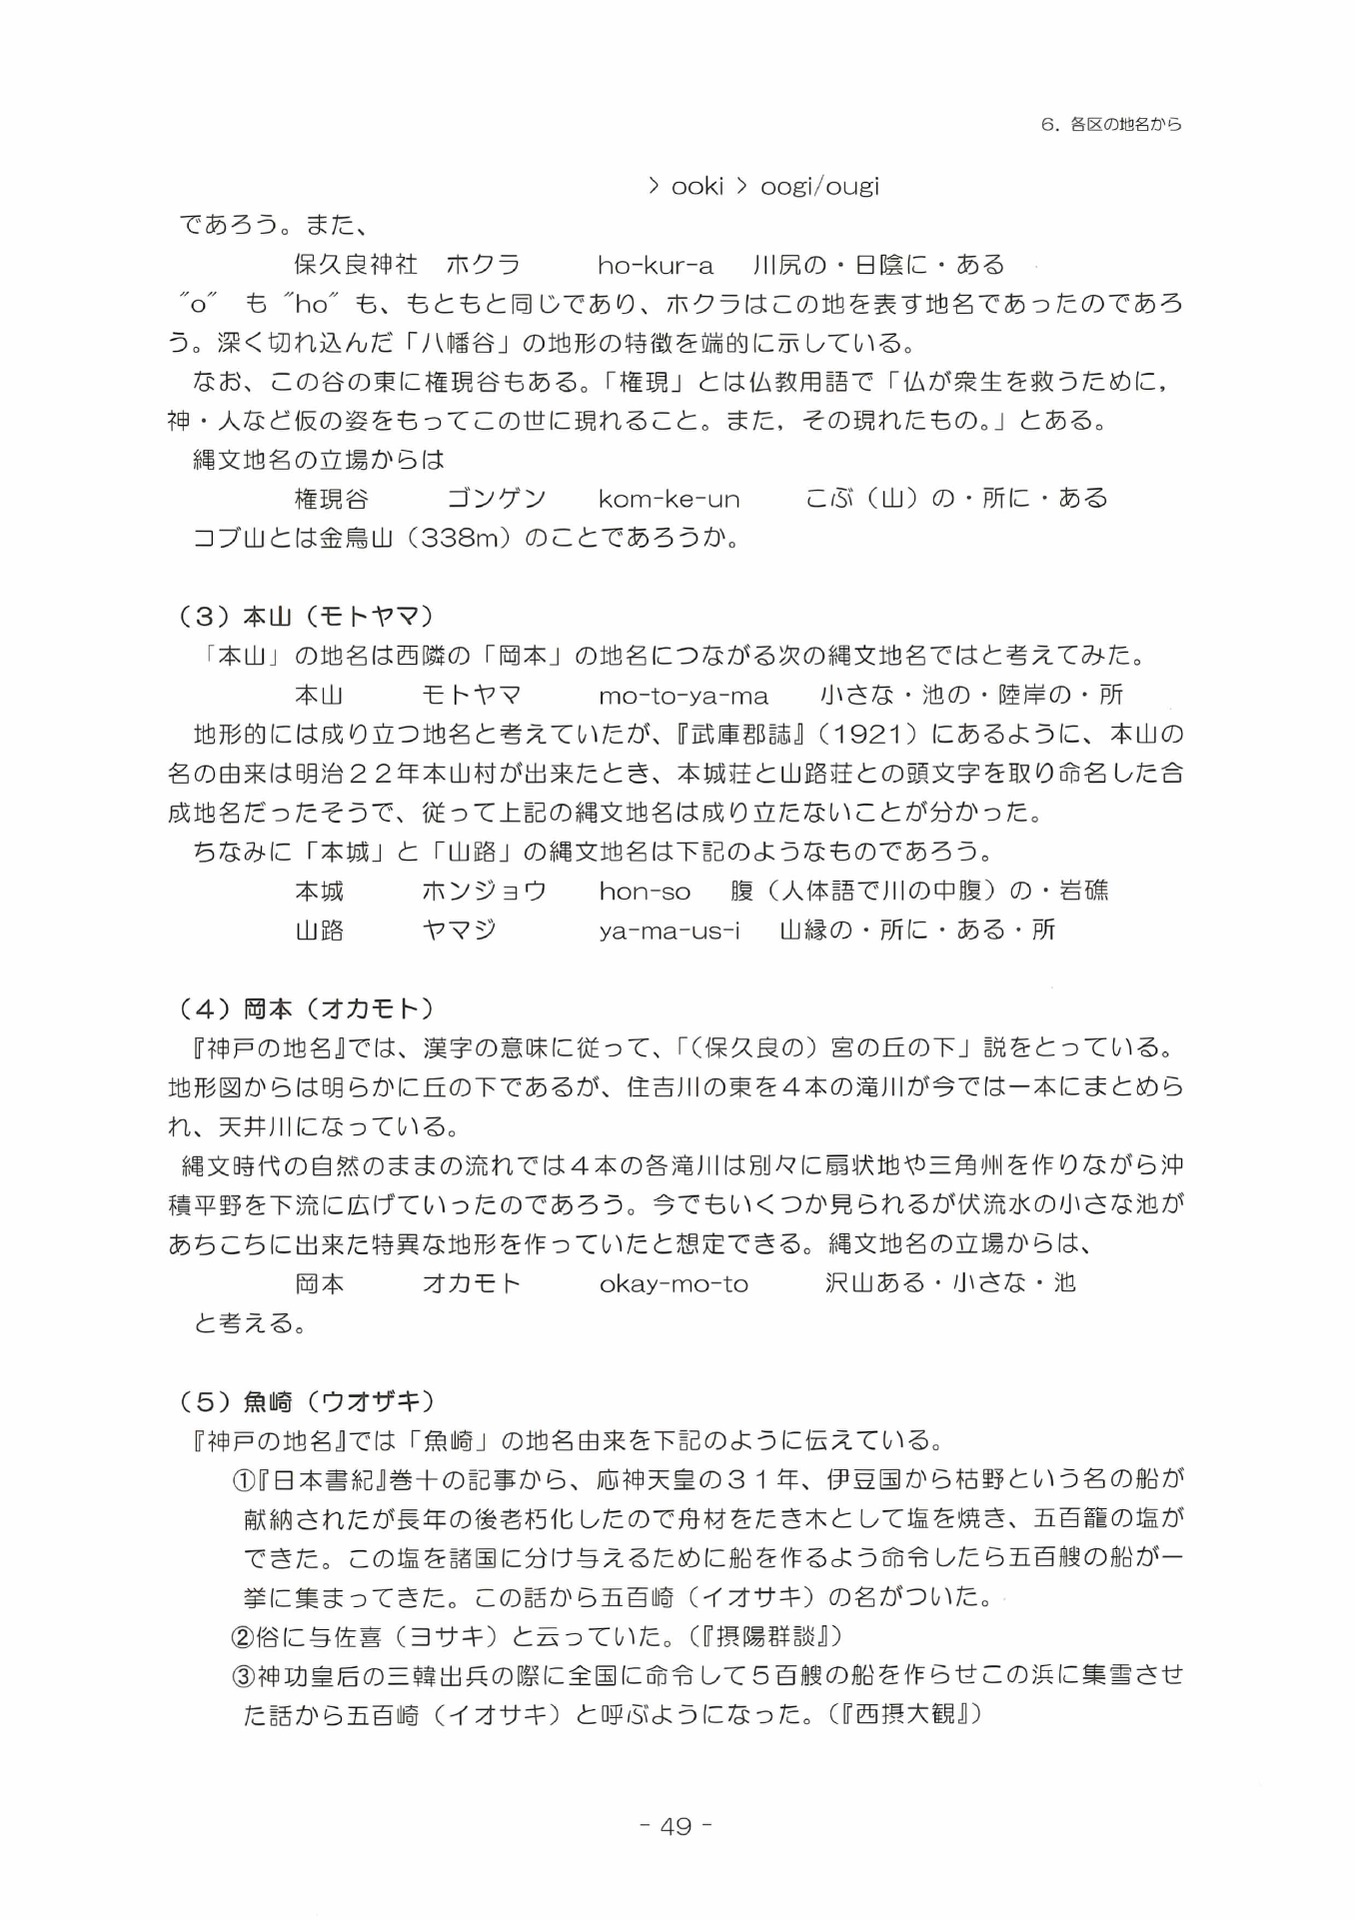 6．各区の地名から
> ooki > oogi/ougi
であろう。また、
保久良神社　ホクラ　　　ho-kur-a　川尻の・日陰に・ある
〃o〃 も 〃ho〃 も、もともと同じであり、ホクラはこの地を表す地名であったのであろ
う。深く切れ込んだ「八幡谷」の地形の特徴を端的に示している。
なお、この谷の東に権現谷もある。「権現」とは仏教用語で「仏が衆生を救うために，
神・人など仮の姿をもってこの世に現れること。また，その現れたもの。」とある。
縄文地名の立場からは
権現谷　　　ゴンゲン　　kom-ke-un　　こぶ（山）の・所に・ある
コブ山とは金鳥山（338m）のことであろうか。
（３）本山（モトヤマ）
「本山」の地名は西隣の「岡本」の地名につながる次の縄文地名ではと考えてみた。
本山　　　モトヤマ　　　mo-to-ya-ma　　小さな・池の・陸岸の・所
地形的には成り立つ地名と考えていたが、『武庫郡誌』（1921）にあるように、本山の
名の由来は明治２２年本山村が出来たとき、本城荘と山路荘との頭文字を取り命名した合
成地名だったそうで、従って上記の縄文地名は成り立たないことが分かった。
ちなみに「本城」と「山路」の縄文地名は下記のようなものであろう。
本城　　　ホンジョウ　　hon-so　腹（人体語で川の中腹）の・岩礁
山路　　　ヤマジ　　　　ya-ma-us-i　山縁の・所に・ある・所
（４）岡本（オカモト）
『神戸の地名』では、漢字の意味に従って、「（保久良の）宮の丘の下」説をとっている。
地形図からは明らかに丘の下であるが、住吉川の東を４本の滝川が今では一本にまとめら
れ、天井川になっている。
縄文時代の自然のままの流れでは４本の各滝川は別々に扇状地や三角州を作りながら沖
積平野を下流に広げていったのであろう。今でもいくつか見られるが伏流水の小さな池が
あちこちに出来た特異な地形を作っていたと想定できる。縄文地名の立場からは、
岡本　　　オカモト　　　okay-mo-to　　　沢山ある・小さな・池
と考える。
（５）魚崎（ウオザキ）
『神戸の地名』では「魚崎」の地名由来を下記のように伝えている。
①『日本書紀』巻十の記事から、応神天皇の３１年、伊豆国から枯野という名の船が
献納されたが長年の後老朽化したので舟材をたき木として塩を焼き、五百籠の塩が
できた。この塩を諸国に分け与えるために船を作るよう命令したら五百艘の船が一
挙に集まってきた。この話から五百崎（イオサキ）の名がついた。
②俗に与佐喜（ヨサキ）と云っていた。（『摂陽群談』）
③神功皇后の三韓出兵の際に全国に命令して５百艘の船を作らせこの浜に集雪させ
た話から五百崎（イオサキ）と呼ぶようになった。（『西摂大観』）
- 49 -